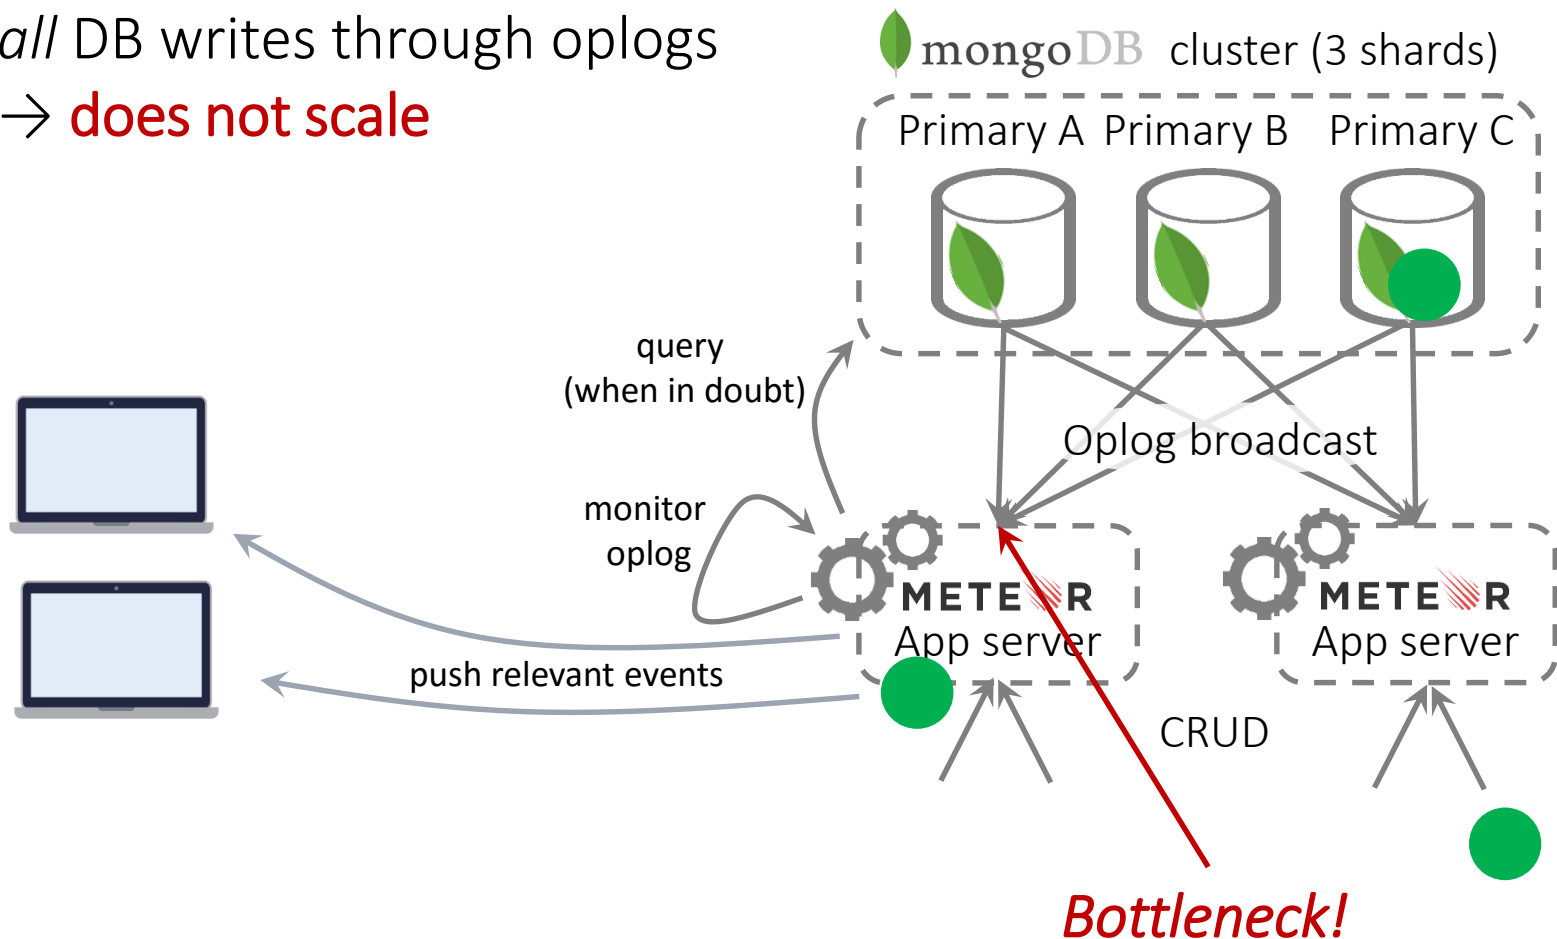 all DB writes through oplogs
→ does not scale
mongoDB cluster (3 shards)
Primary A Primary B Primary C
query
(when in doubt)
Oplog broadcast
monitor
oplog
METEOR
App server
METEOR
App server
push relevant events
CRUD
Bottleneck!